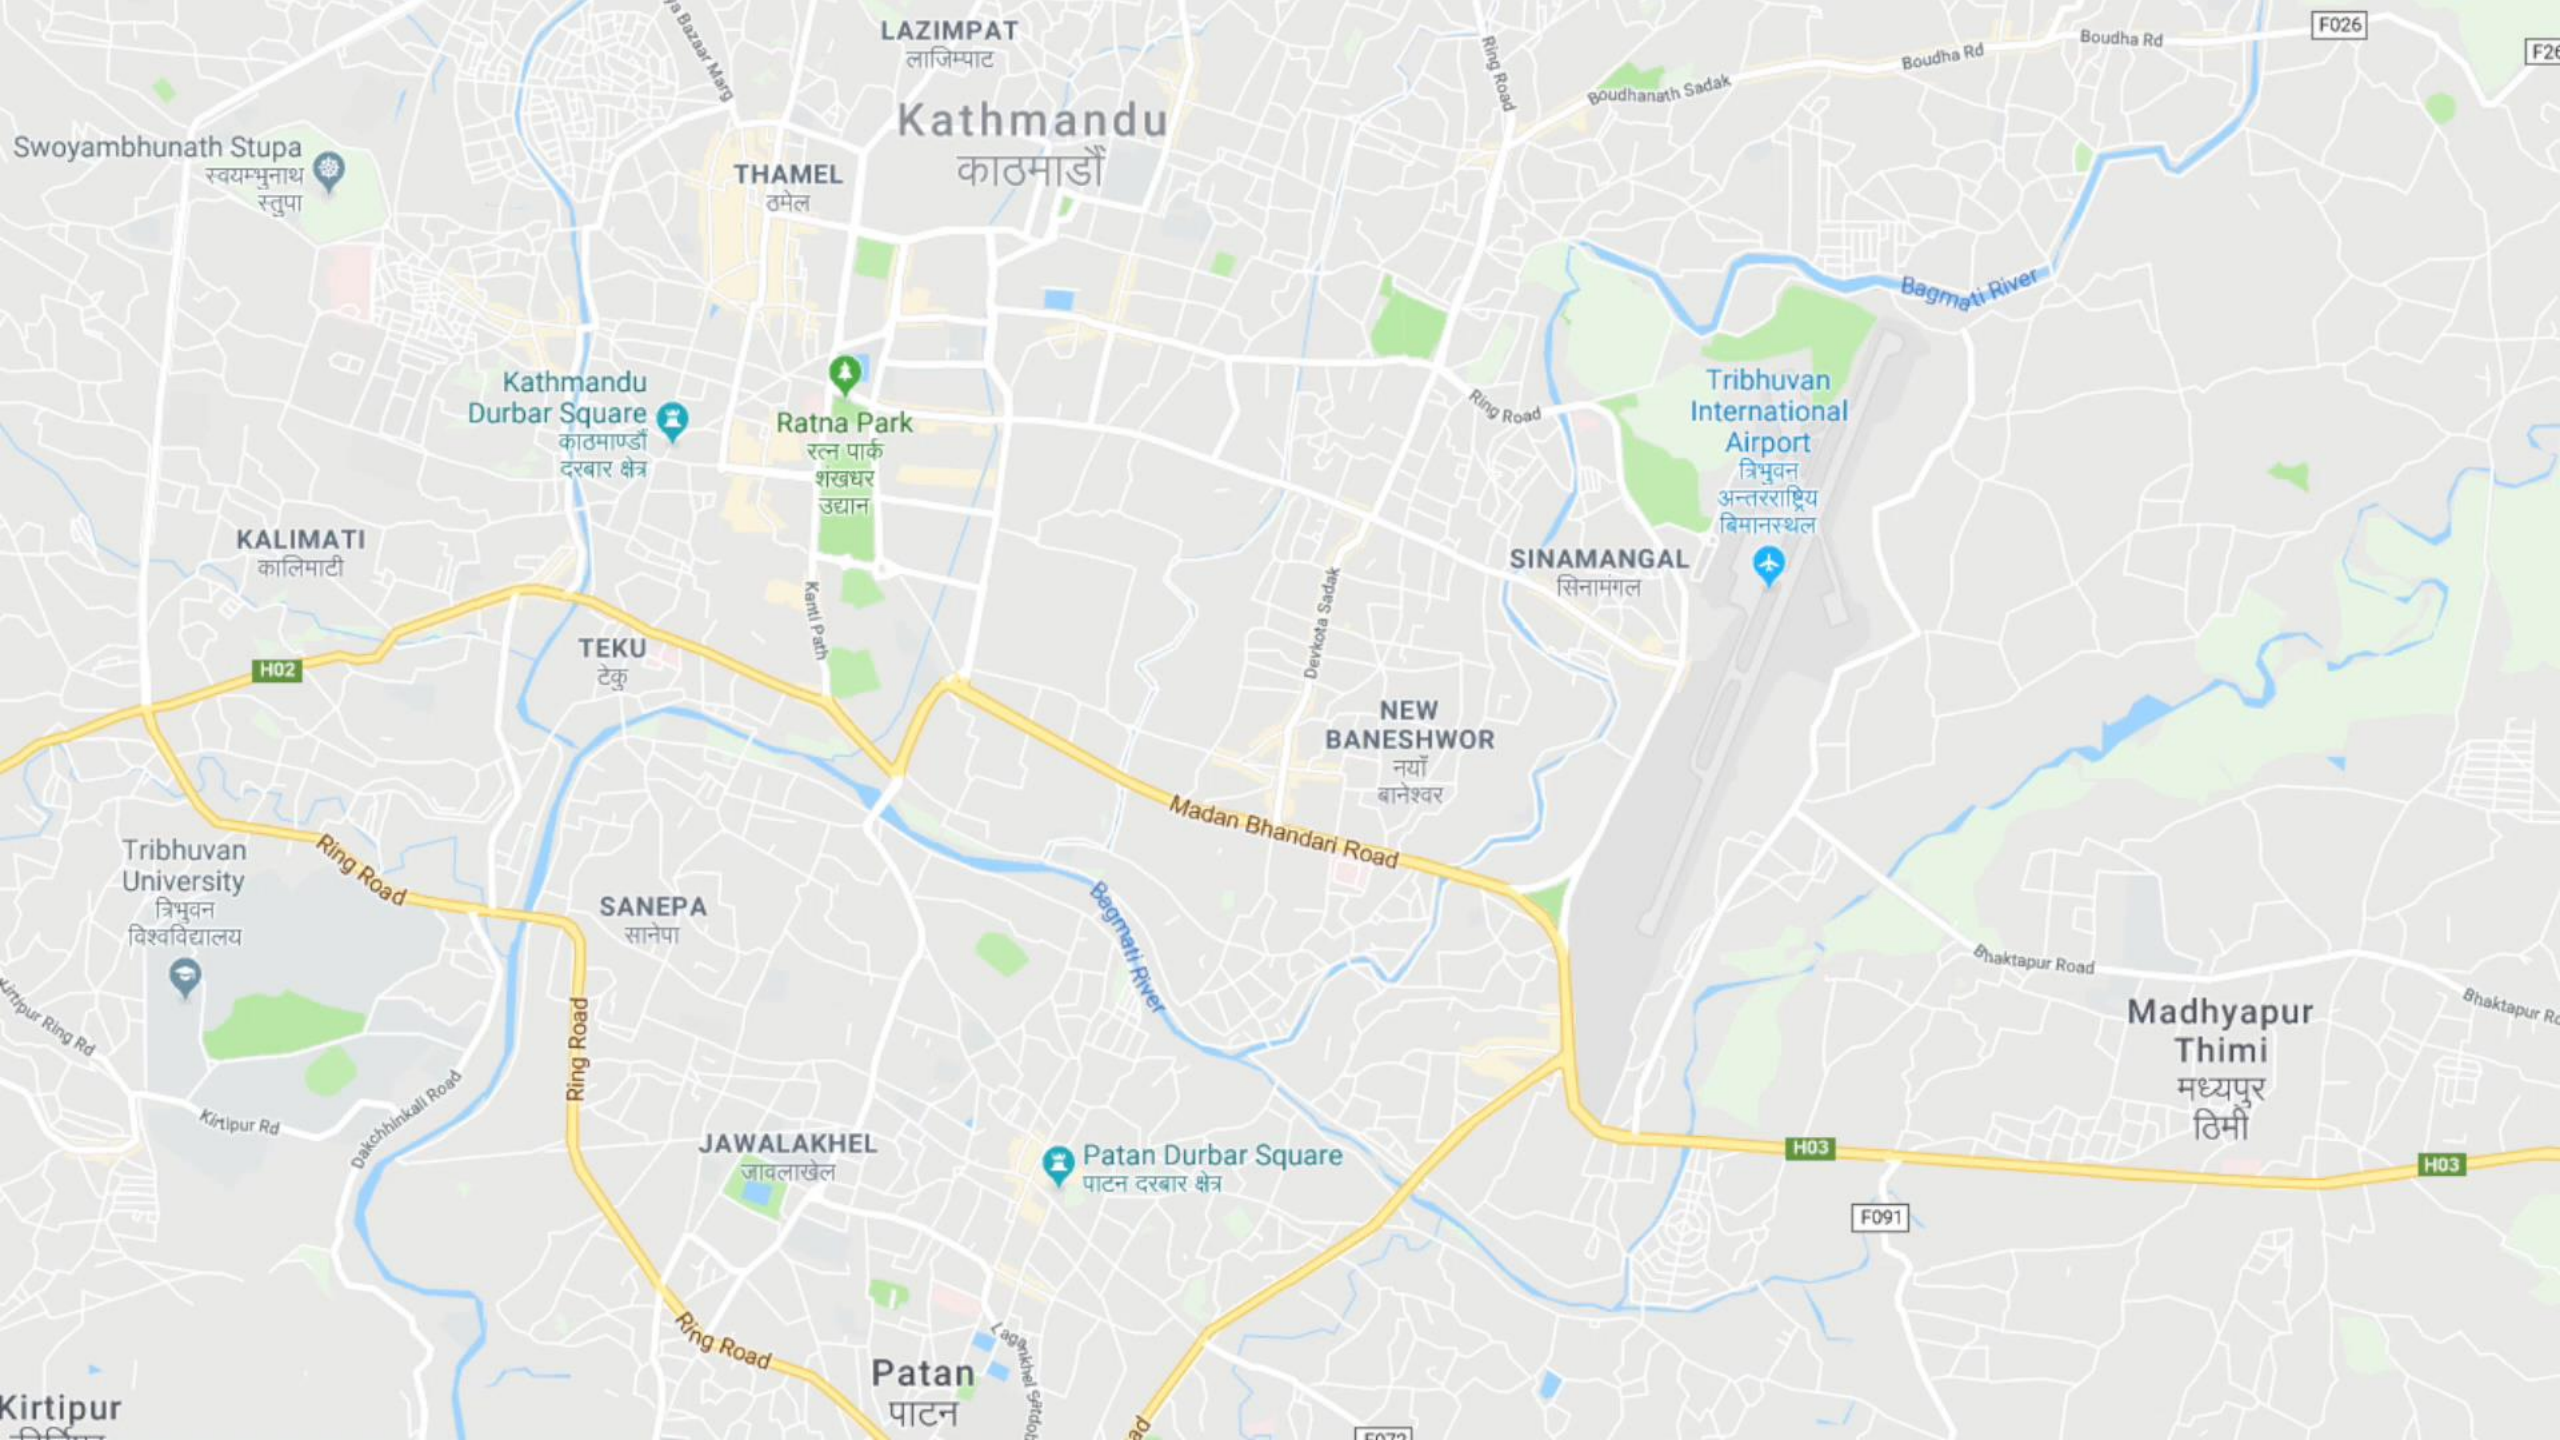 LAZIMPAT
लाजिम्पाट
Kathmandu
काठमाडौं
Ring Road
Boudhanath Sadak
Boudha Rd
Boudha Rd
F026
Swoyambhunath Stupa
स्वयम्भुनाथ
स्तुपा
THAMEL
ठमेल
Bagmati River
Kathmandu
Durbar Square
काठमाण्डौं
दरबार क्षेत्र
Ratna Park
रत्न पार्क
शंखधर
उद्यान
Ring Road
Tribhuvan
International
Airport
त्रिभुवन
अन्तरराष्ट्रिय
बिमानस्थल
KALIMATI
कालिमाटी
SINAMANGAL
सिनामंगल
H02
TEKU
टेकु
Kanti Path
Devkota Sadak
NEW
BANESHWOR
नयाँ
बानेश्वर
Madan Bhandari Road
Tribhuvan
University
त्रिभुवन
विश्वविद्यालय
Ring Road
SANEPA
सानेपा
Bagmati River
Bhaktapur Road
Bhaktapur
Madhyapur
Thimi
मध्यपुर
ठिमी
Kirtipur Ring Rd
Kirtipur Rd
Dakchhinkali Road
Ring Road
JAWALAKHEL
जावलाखेल
Patan Durbar Square
पाटन दरबार क्षेत्र
H03
H03
F091
Ring Road
Patan
पाटन
Kirtipur